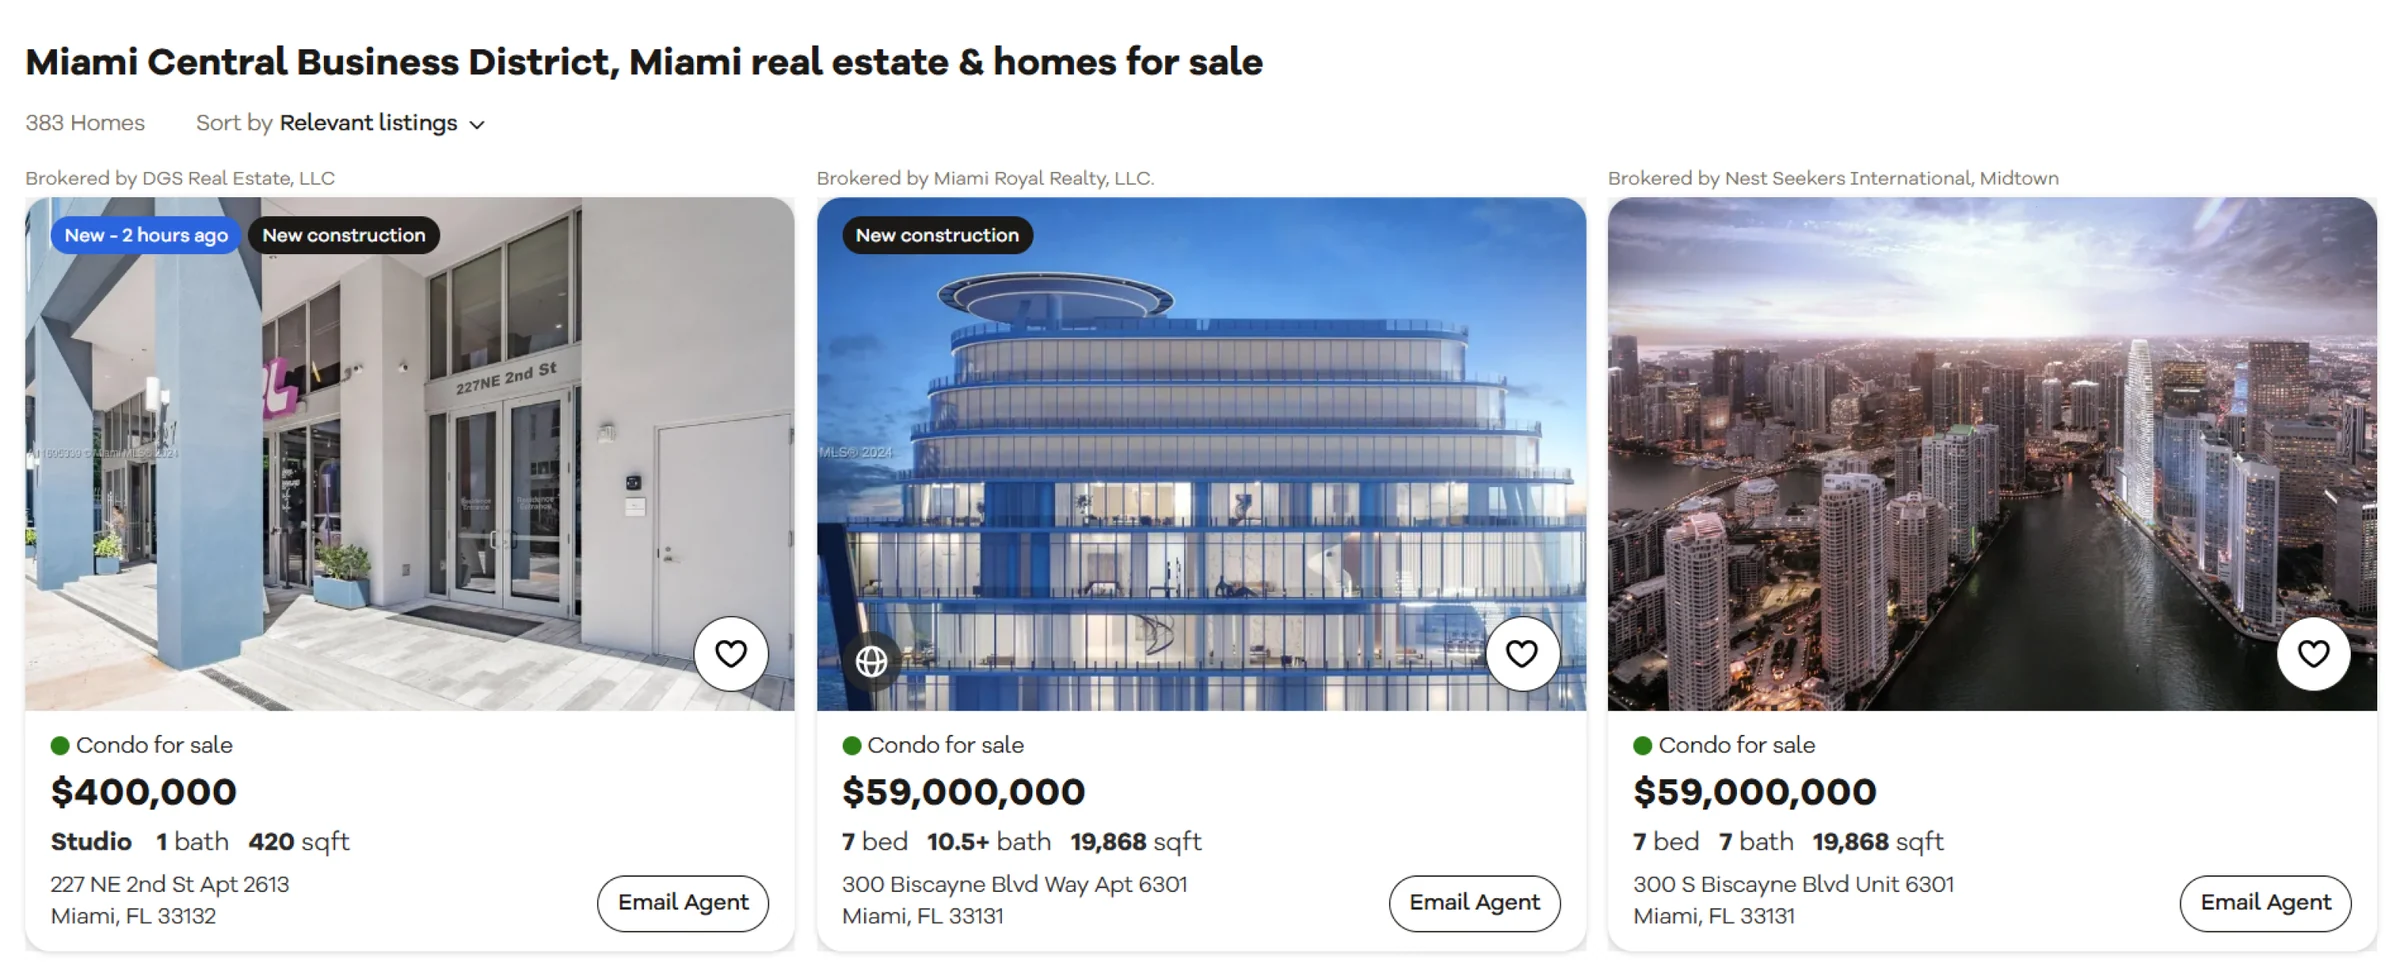 Miami Central Business District, Miami real estate & homes for sale
383 Homes
Sort by Relevant listings
Brokered by DGS Real Estate, LLC
New - 2 hours ago
New construction
227NE 2nd St
Residence
Entrance
Residence
Entrance
Condo for sale
$400,000
Studio 1 bath 420 sqft
227 NE 2nd St Apt 2613
Miami, FL 33132
Email Agent
Brokered by Miami Royal Realty, LLC.
New construction
MLS® 2024
Condo for sale
$59,000,000
7 bed 10.5+ bath 19,868 sqft
300 Biscayne Blvd Way Apt 6301
Miami, FL 33131
Email Agent
Brokered by Nest Seekers International, Midtown
Condo for sale
$59,000,000
7 bed 7 bath 19,868 sqft
300 S Biscayne Blvd Unit 6301
Miami, FL 33131
Email Agent